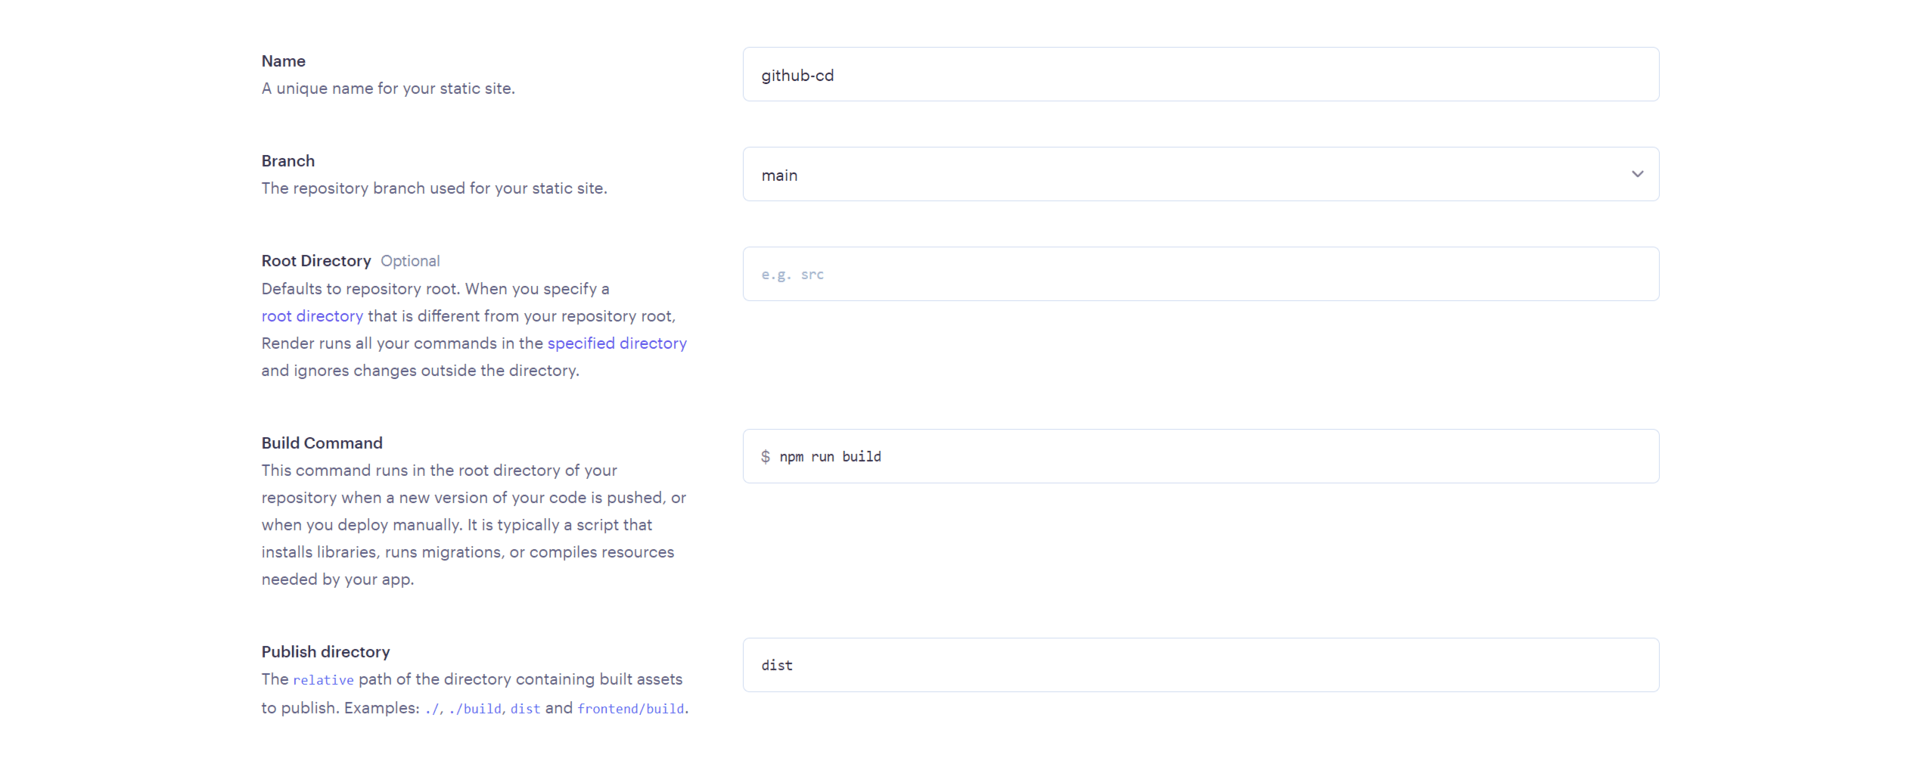 Name
A unique name for your static site.
github-cd
Branch
The repository branch used for your static site.
main
Root Directory Optional
Defaults to repository root. When you specify a
root directory that is different from your repository root,
Render runs all your commands in the specified directory
and ignores changes outside the directory.
e.g. src
Build Command
This command runs in the root directory of your
repository when a new version of your code is pushed, or
when you deploy manually. It is typically a script that
installs libraries, runs migrations, or compiles resources
needed by your app.
$ npm run build
Publish directory
The relative path of the directory containing built assets
to publish. Examples: ./, ./build, dist and frontend/build.
dist